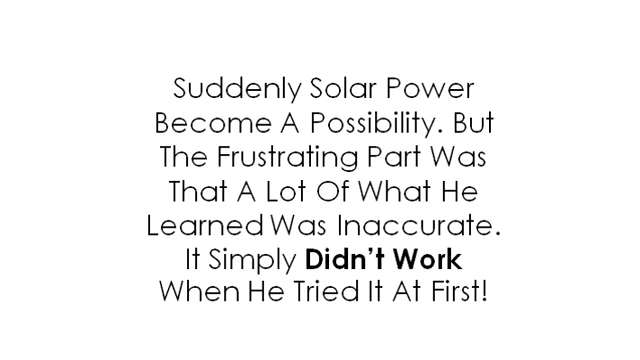 Suddenly Solar Power
Become A Possibility. But
The Frustrating Part Was
That A Lot Of What He
Learned Was Inaccurate.
It Simply Didn't Work
When He Tried It At First!